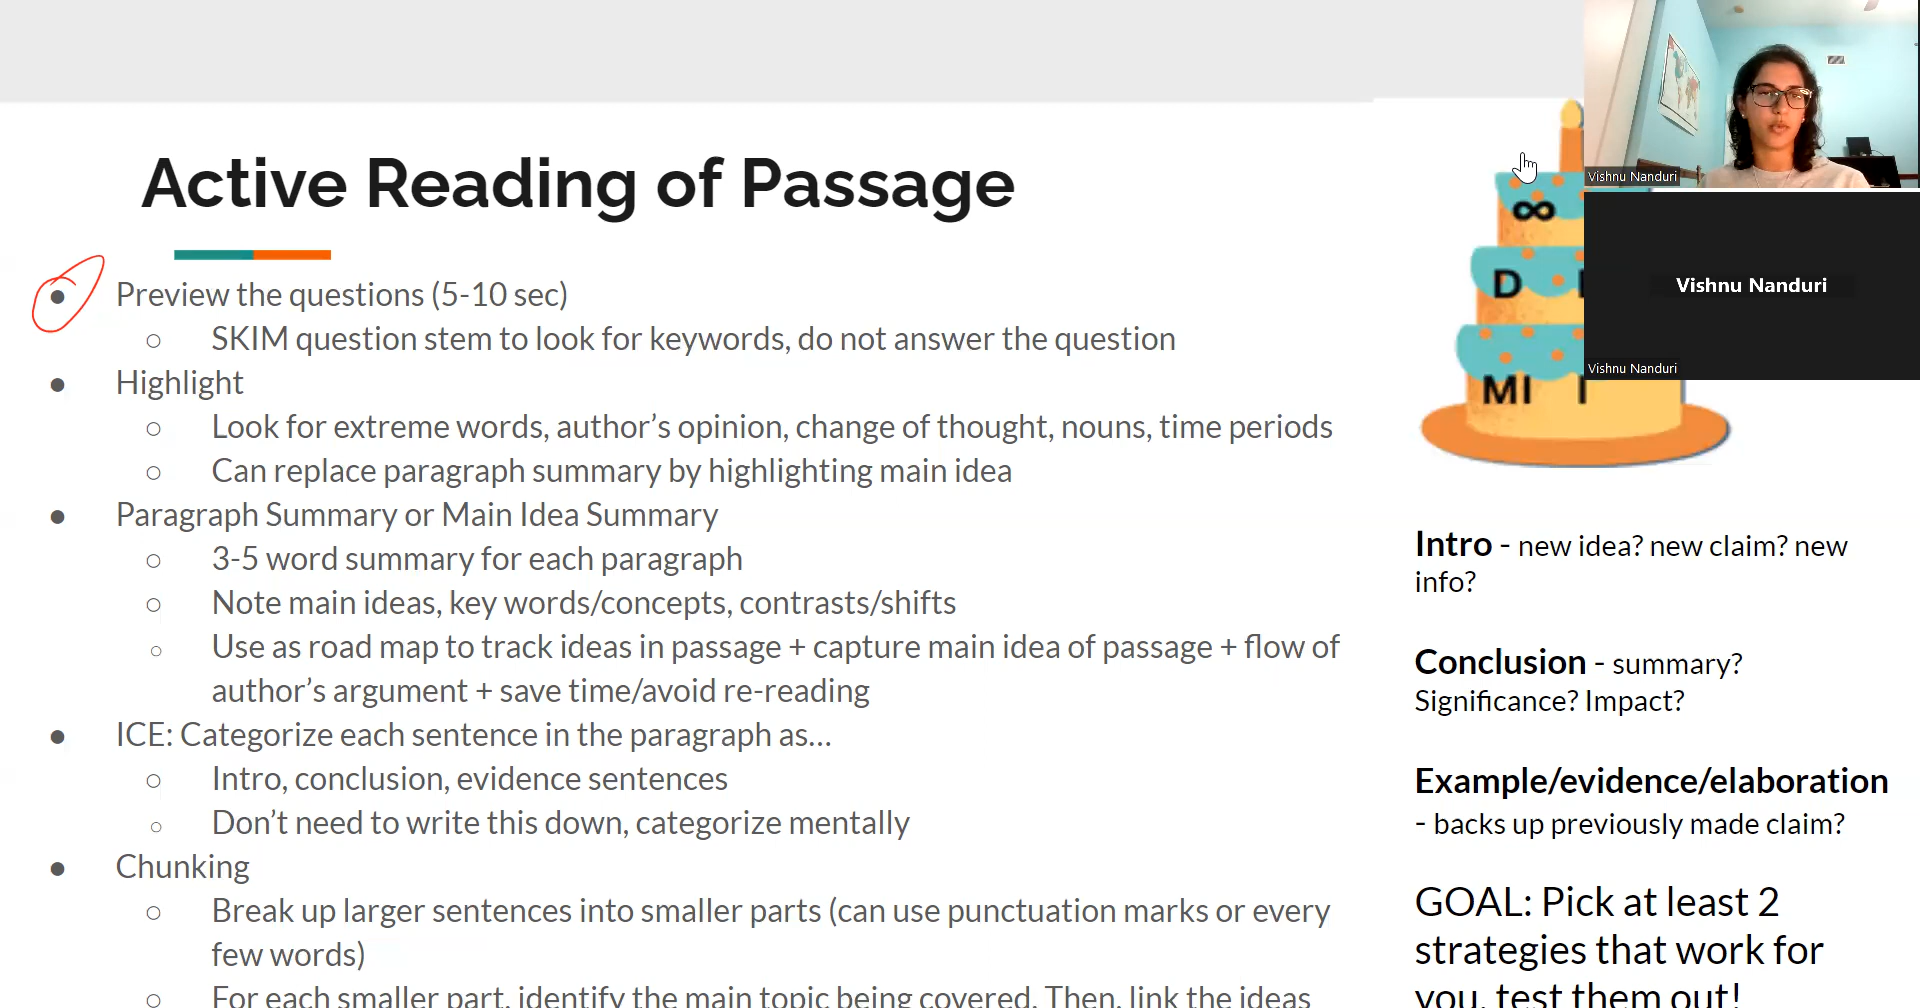 Active Reading of Passage
● Preview the questions (5-10 sec)
○ SKIM question stem to look for keywords, do not answer the question
● Highlight
○ Look for extreme words, author’s opinion, change of thought, nouns, time periods
○ Can replace paragraph summary by highlighting main idea
● Paragraph Summary or Main Idea Summary
○ 3-5 word summary for each paragraph
○ Note main ideas, key words/concepts, contrasts/shifts
○ Use as road map to track ideas in passage + capture main idea of passage + flow of
author’s argument + save time/avoid re-reading
● ICE: Categorize each sentence in the paragraph as...
○ Intro, conclusion, evidence sentences
○ Don’t need to write this down, categorize mentally
● Chunking
○ Break up larger sentences into smaller parts (can use punctuation marks or every
few words)
○ For each smaller part, identify the main topic being covered. Then, link the ideas
∞
D
MI I
Vishnu Nanduri
Vishnu Nanduri
Vishnu Nanduri
Intro - new idea? new claim? new
info?
Conclusion - summary?
Significance? Impact?
Example/evidence/elaboration
- backs up previously made claim?
GOAL: Pick at least 2
strategies that work for
you, test them out!